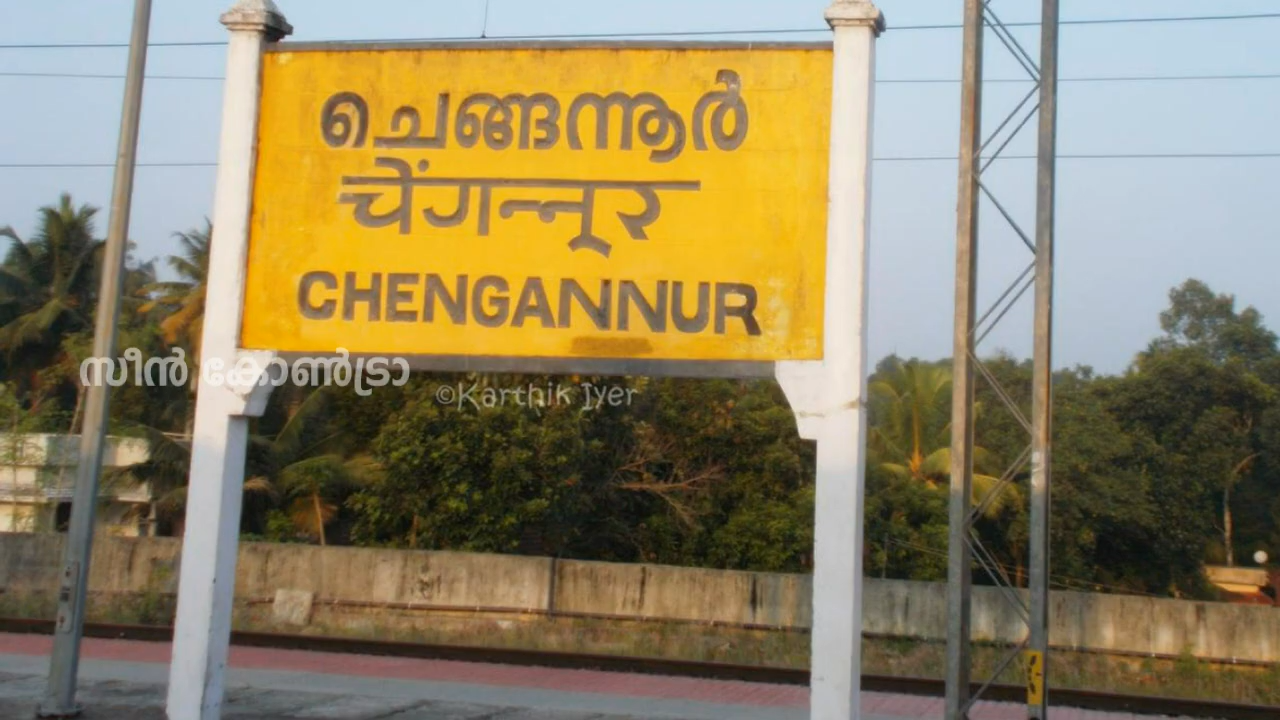 ചെങ്ങന്നൂർ
चेंगन्नूर
CHENGANNUR
സീൻ കോൺട്രാ
©Karthik Iyer